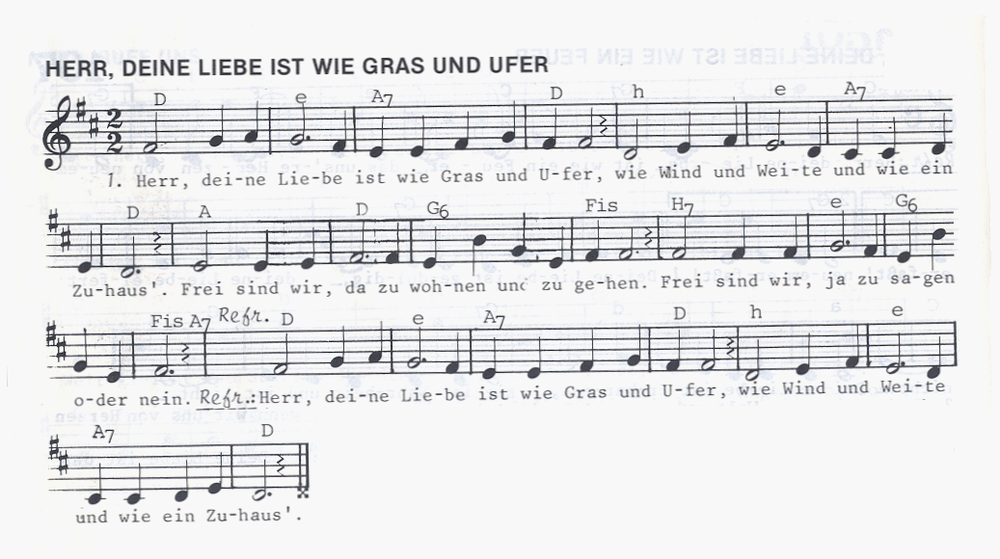 HERR, DEINE LIEBE IST WIE GRAS UND UFER
D e A7 D h e A7
2
2
1. Herr, dei-ne Lie-be ist wie Gras und U-fer, wie Wind und Wei-te und wie ein
D A D G6 Fis H7 e G6
Zu-haus'. Frei sind wir, da zu woh-nen und zu ge-hen. Frei sind wir, ja zu sa-gen
Fis A7 Refr. D e A7 D h e
o-der nein. Refr.:Herr, dei-ne Lie-be ist wie Gras und U-fer, wie Wind und Wei-te
A7 D
und wie ein Zu-haus'.